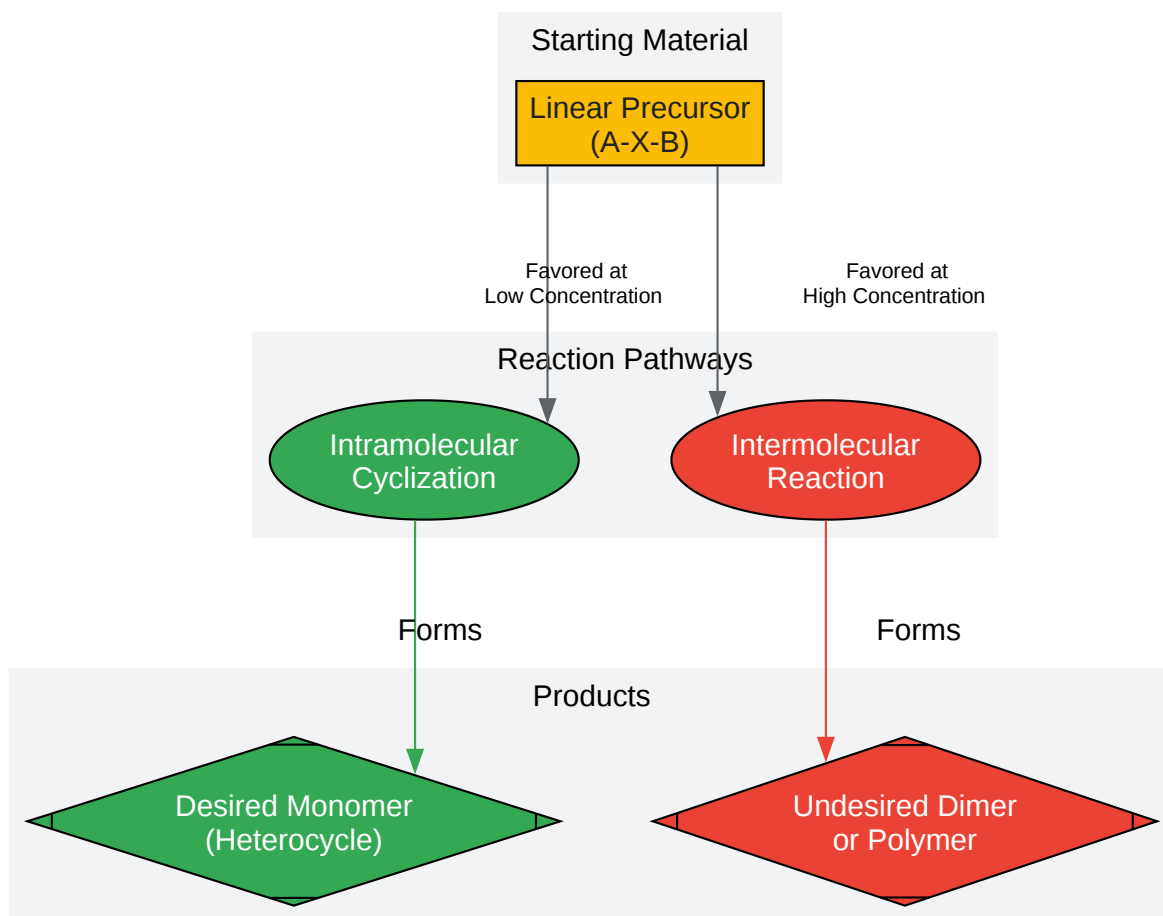 Starting Material
Linear Precursor
(A-X-B)
Favored at
Low Concentration
Favored at
High Concentration
Reaction Pathways
Intramolecular
Cyclization
Intermolecular
Reaction
Forms
Forms
Products
Desired Monomer
(Heterocycle)
Undesired Dimer
or Polymer